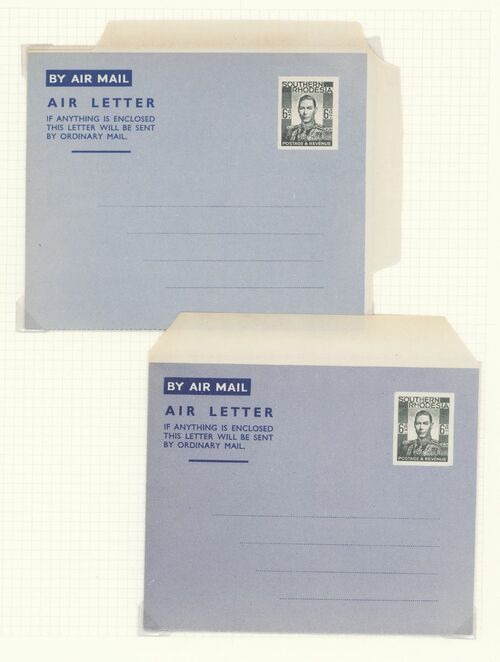 BY AIR MAIL
AIR LETTER
IF ANYTHING IS ENCLOSED
THIS LETTER WILL BE SENT
BY ORDINARY MAIL.
SOUTHERN
RHODESIA
6D 6D
POSTAGE & REVENUE
BY AIR MAIL
AIR LETTER
IF ANYTHING IS ENCLOSED
THIS LETTER WILL BE SENT
BY ORDINARY MAIL.
SOUTHERN
RHODESIA
6D 6D
POSTAGE & REVENUE